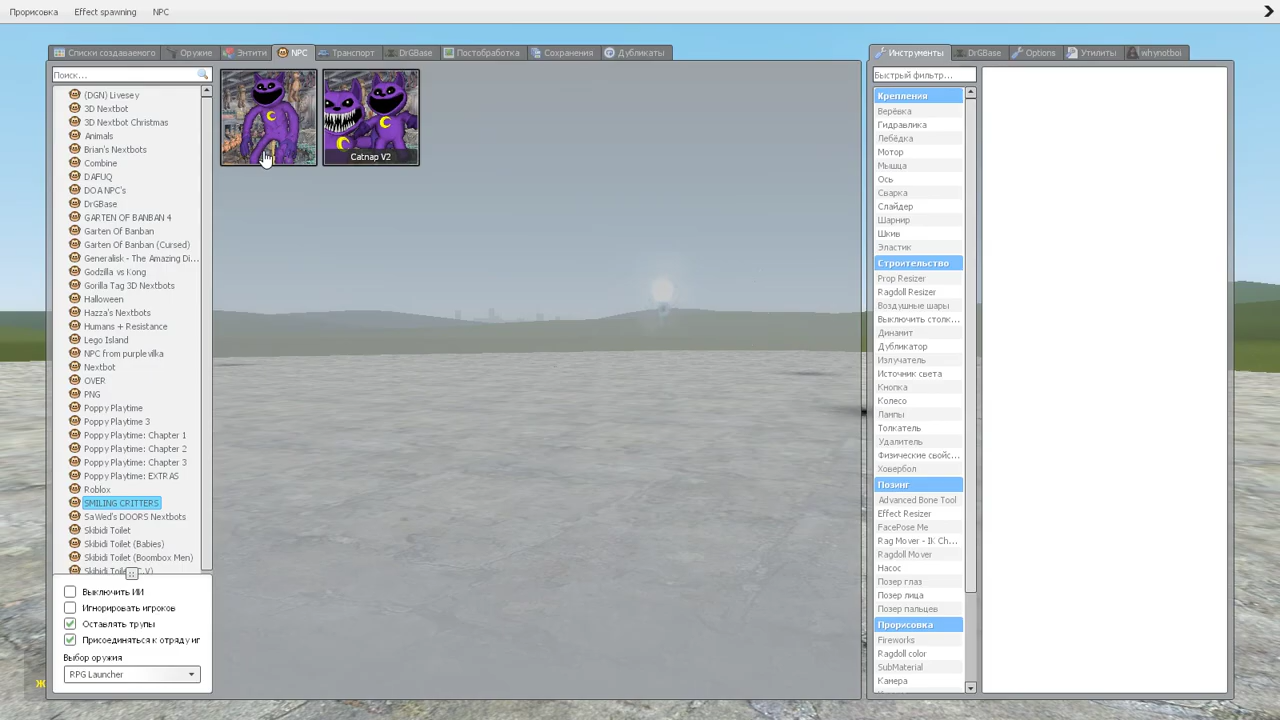 Прорисовка Effect spawning NPC
Списки создаваемого Оружие Энтити NPC Транспорт DrGBase Постобработка Сохранения Дубликаты
Поиск...
(DGN) Livesey
3D Nextbot
3D Nextbot Christmas
Animals
Brian's Nextbots
Combine
DAFUQ
DOA NPC's
DrGBase
GARTEN OF BANBAN 4
Garten Of Banban
Garten Of Banban (Cursed)
Generalisk - The Amazing Di...
Godzilla vs Kong
Gorilla Tag 3D Nextbots
Halloween
Hazza's Nextbots
Humans + Resistance
Lego Island
NPC from purplevilka
Nextbot
OVER
PNG
Poppy Playtime
Poppy Playtime 3
Poppy Playtime: Chapter 1
Poppy Playtime: Chapter 2
Poppy Playtime: Chapter 3
Poppy Playtime: EXTRAS
Roblox
SMILING CRITTERS
SaWed's DOORS Nextbots
Skibidi Toilet
Skibidi Toilet (Babies)
Skibidi Toilet (Boombox Men)
Выключить ИИ
Игнорировать игроков
Оставлять трупы
Присоединяться к отряду иг
Выбор оружия
RPG Launcher
Catnap V2
Инструменты DrGBase Options Утилиты whynotboi
Быстрый фильтр...
Крепления
Верёвка
Гидравлика
Лебёдка
Мотор
Мышца
Ось
Сварка
Слайдер
Шарнир
Шкив
Эластик
Строительство
Prop Resizer
Ragdoll Resizer
Воздушные шары
Выключить столк...
Динамит
Дубликатор
Излучатель
Источник света
Кнопка
Колесо
Лампы
Толкатель
Удалитель
Физические свойс...
Ховербол
Позинг
Advanced Bone Tool
Effect Resizer
FacePose Me
Rag Mover - IK Ch...
Ragdoll Mover
Насос
Позер глаз
Позер лица
Позер пальцев
Прорисовка
Fireworks
Ragdoll color
SubMaterial
Камера